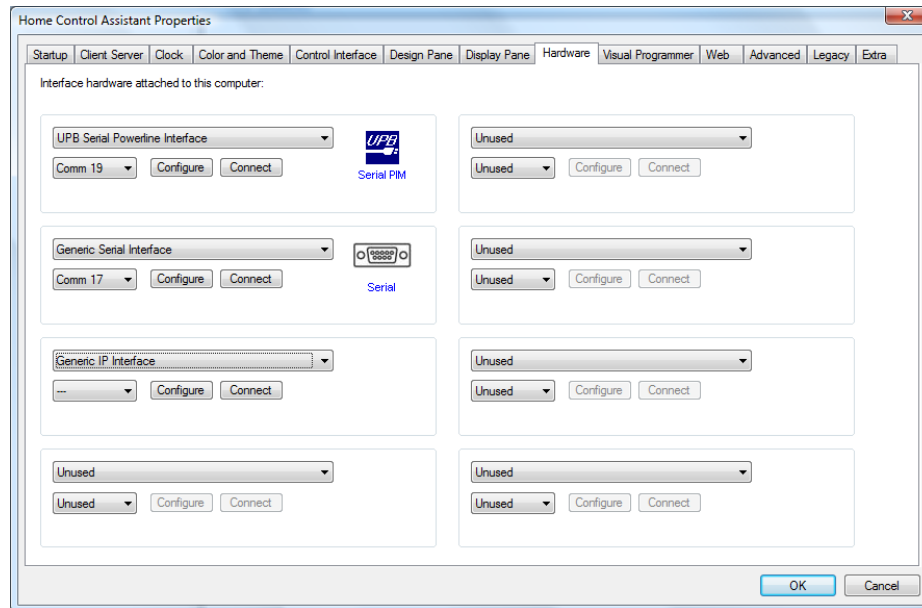 Home Control Assistant Properties
Startup Client Server Clock Color and Theme Control Interface Design Pane Display Pane Hardware Visual Programmer Web Advanced Legacy Extra
Interface hardware attached to this computer:
UPB Serial Powerline Interface
UPB
Comm 19 Configure Connect
Serial PIM
Unused
Unused Configure Connect
Generic Serial Interface
Comm 17 Configure Connect
Serial
Unused
Unused Configure Connect
Generic IP Interface
--- Configure Connect
Unused
Unused Configure Connect
Unused
Unused Configure Connect
Unused
Unused Configure Connect
OK Cancel